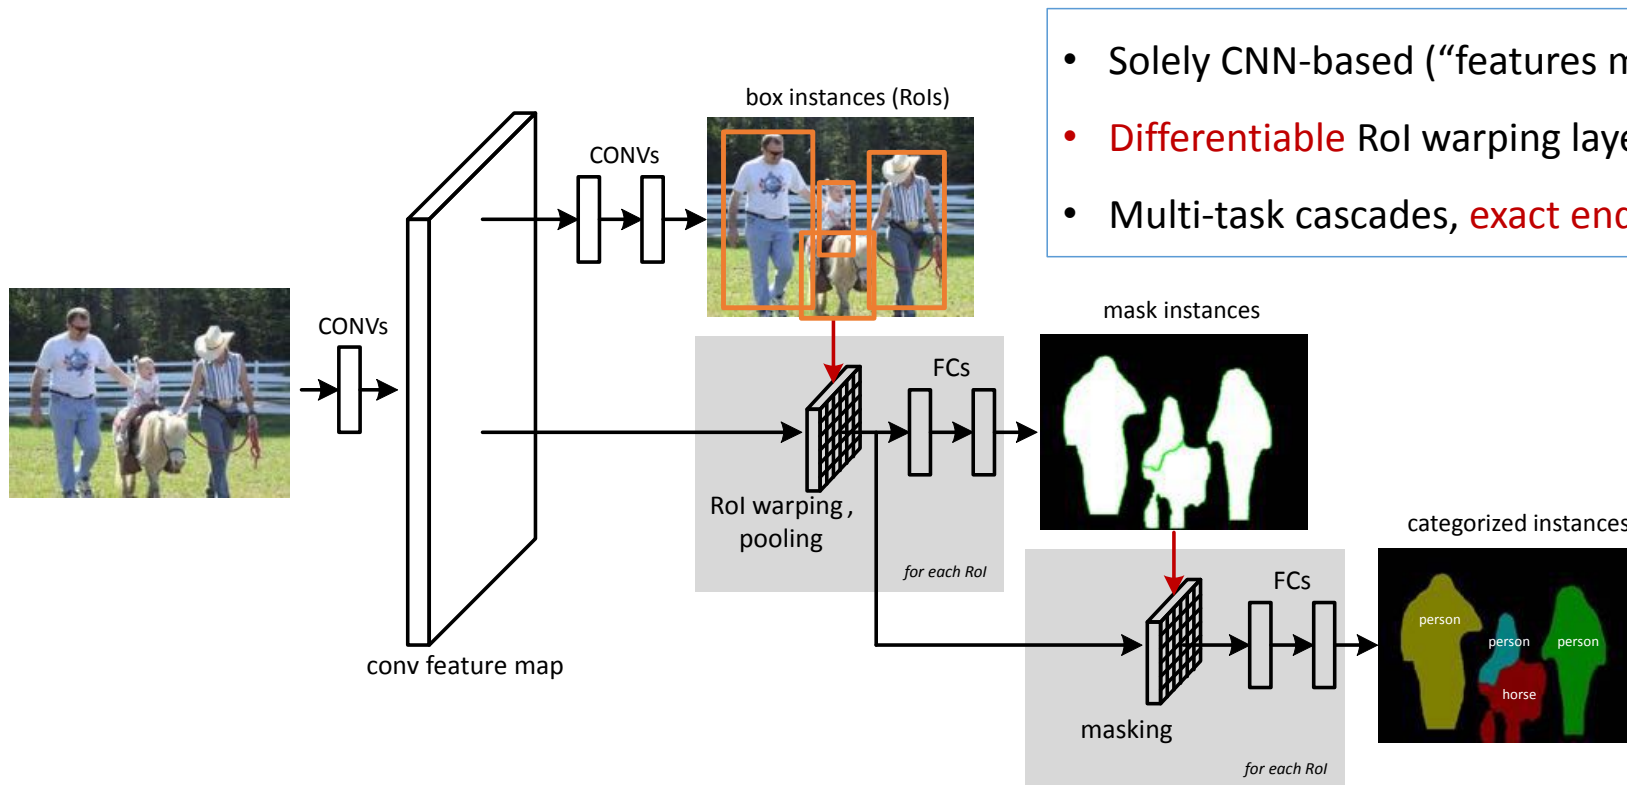 • Solely CNN-based (“features
• Differentiable RoI warping
• Multi-task cascades, exact
box instances (RoIs)
CONVs
CONVs
mask instances
FCs
RoI warping,
pooling
for each RoI
categorized instances
FCs
person
person
person
horse
conv feature map
masking
for each RoI